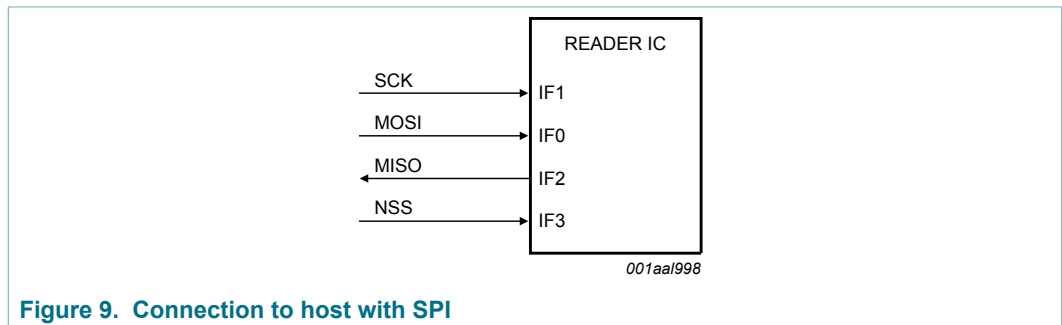 READER IC
SCK
IF1
MOSI
IF0
MISO
IF2
NSS
IF3
001aal998
Figure 9. Connection to host with SPI